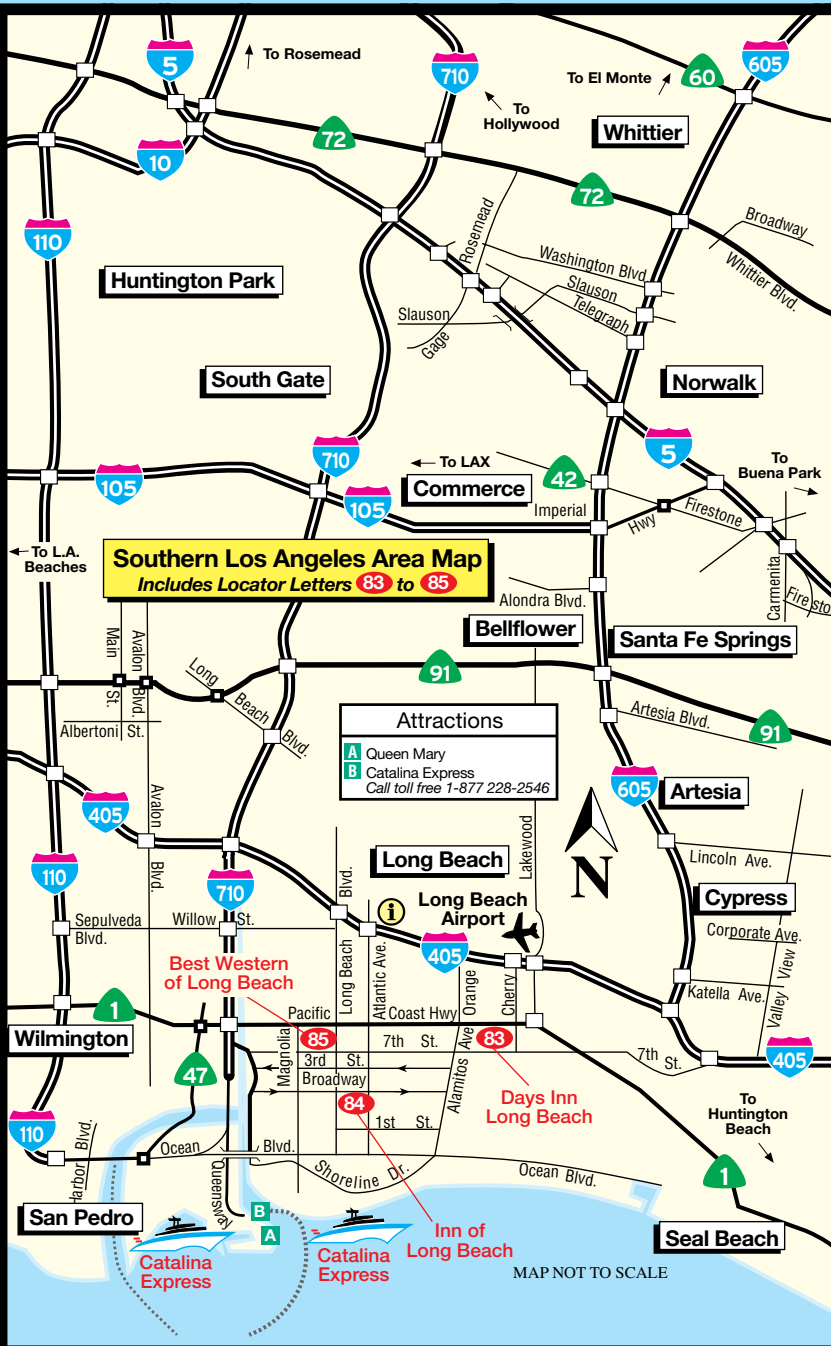 5
To Rosemead
710
To El Monte
60
605
To
Hollywood
Whittier
72
10
72
110
Rosemead
Broadway
Washington Blvd.
Whittier Blvd.
Huntington Park
Slauson
Telegraph
Slauson
Gage
South Gate
Norwalk
710
5
To LAX
To
Buena Park
105
Commerce
42
105
Imperial
Hwy
Firestone
To L.A.
Beaches
Southern Los Angeles Area Map
Includes Locator Letters 83 to 85
Carmenita
Firesto
Alondra Blvd.
Main
St.
Avalon
Blvd.
Bellflower
Santa Fe Springs
91
Long
Beach
Blvd.
Albertoni St.
Artesia Blvd.
91
Attractions
A Queen Mary
B Catalina Express
Call toll free 1-877 228-2546
605
Artesia
405
Avalon
Blvd.
Lakewood
N
Lincoln Ave.
110
710
Long Beach
Blvd.
Long Beach
i
Long Beach
Airport
Cypress
Sepulveda
Blvd.
Willow St.
405
Corporate Ave.
Valley View
Best Western
of Long Beach
Atlantic Ave.
Orange
Cherry
Katella Ave.
1
Pacific
Coast Hwy
Wilmington
Magnolia
85
7th St.
83
7th
St.
405
3rd St.
Broadway
Alamitos Ave
47
84
Days Inn
Long Beach
1st St.
To
Huntington
Beach
110
Harbor Blvd.
Ocean
Blvd.
Queensway
Shoreline Dr.
Ocean Blvd.
1
San Pedro
B
A
Catalina
Express
Catalina
Express
Inn of
Long Beach
Seal Beach
MAP NOT TO SCALE